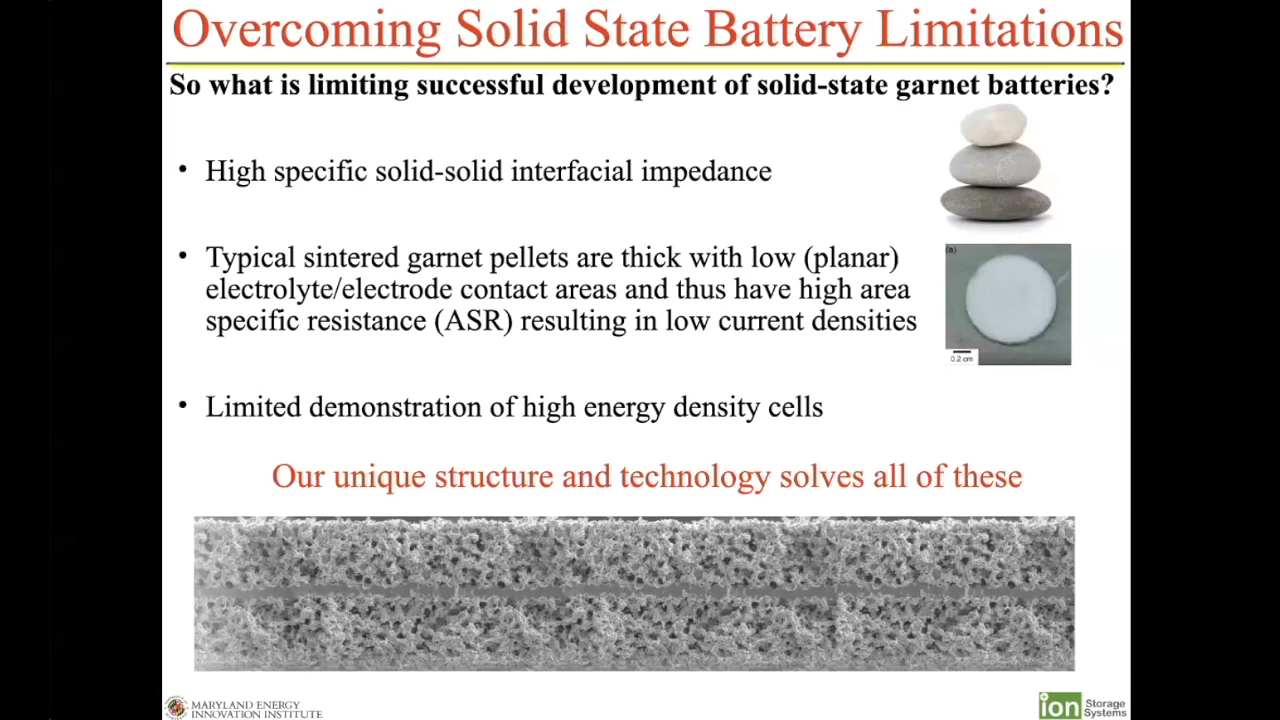 Overcoming Solid State Battery Limitations
So what is limiting successful development of solid-state garnet batteries?
• High specific solid-solid interfacial impedance
• Typical sintered garnet pellets are thick with low (planar)
electrolyte/electrode contact areas and thus have high area
specific resistance (ASR) resulting in low current densities
(a)
0.2 cm
• Limited demonstration of high energy density cells
Our unique structure and technology solves all of these
MARYLAND ENERGY
INNOVATION INSTITUTE
ion Storage
Systems